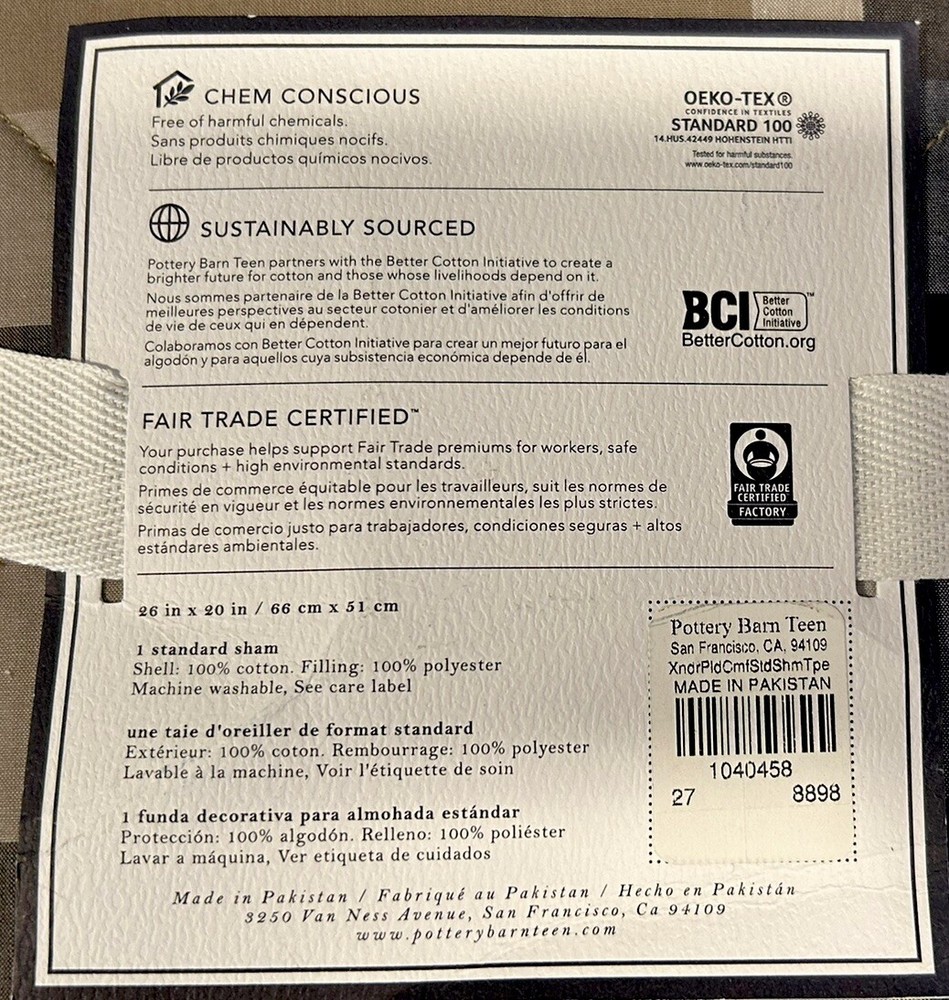 CHEM CONSCIOUS
Free of harmful chemicals.
Sans produits chimiques nocifs.
Libre de productos químicos nocivos.
OEKO-TEX®
CONFIDENCE IN TEXTILES
STANDARD 100
14.HUS.42449 HOHENSTEIN HTTI
Tested for harmful substances.
www.oeko-tex.com/standard100
SUSTAINABLY SOURCED
Pottery Barn Teen partners with the Better Cotton Initiative to create a
brighter future for cotton and those whose livelihoods depend on it.
Nous sommes partenaire de la Better Cotton Initiative afin d'offrir de
meilleures perspectives au secteur cotonier et d'améliorer les conditions
de vie de ceux qui en dépendent.
Colaboramos con Better Cotton Initiative para crear un mejor futuro para el
algodón y para aquellos cuya subsistencia económica depende de él.
BCI Better
Cotton
Initiative™
BetterCotton.org
FAIR TRADE CERTIFIED™
Your purchase helps support Fair Trade premiums for workers, safe
conditions + high environmental standards.
Primes de commerce équitable pour les travailleurs, suit les normes de
sécurité en vigueur et les normes environnementales les plus strictes.
Primas de comercio justo para trabajadores, condiciones seguras + altos
estándares ambientales.
FAIR TRADE
CERTIFIED
FACTORY
26 in x 20 in / 66 cm x 51 cm
1 standard sham
Shell: 100% cotton. Filling: 100% polyester
Machine washable, See care label
une taie d'oreiller de format standard
Extérieur: 100% coton. Rembourrage: 100% polyester
Lavable à la machine, Voir l'étiquette de soin
1 funda decorativa para almohada estándar
Protección: 100% algodón. Relleno: 100% poliéster
Lavar a máquina, Ver etiqueta de cuidados
Pottery Barn Teen
San Francisco, CA, 94109
XndrPldCmfStdShmTpe
MADE IN PAKISTAN
1040458
27 8898
Made in Pakistan / Fabriqué au Pakistan / Hecho en Pakistán
3250 Van Ness Avenue, San Francisco, Ca 94109
www.potterybarnteen.com